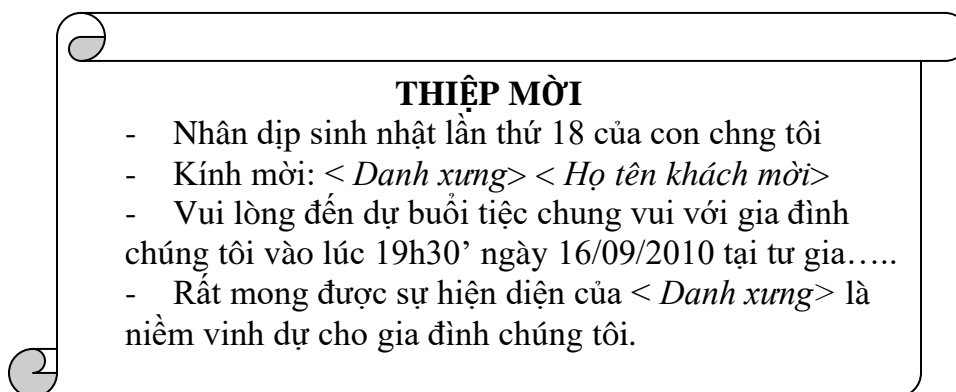 THIỆP MỜI
- Nhân dịp sinh nhật lần thứ 18 của con chng tôi
- Kính mời: < Danh xưng> < Họ tên khách mời>
- Vui lòng đến dự buổi tiệc chung vui với gia đình
chúng tôi vào lúc 19h30’ ngày 16/09/2010 tại tư gia…..
- Rất mong được sự hiện diện của < Danh xưng> là
niềm vinh dự cho gia đình chúng tôi.